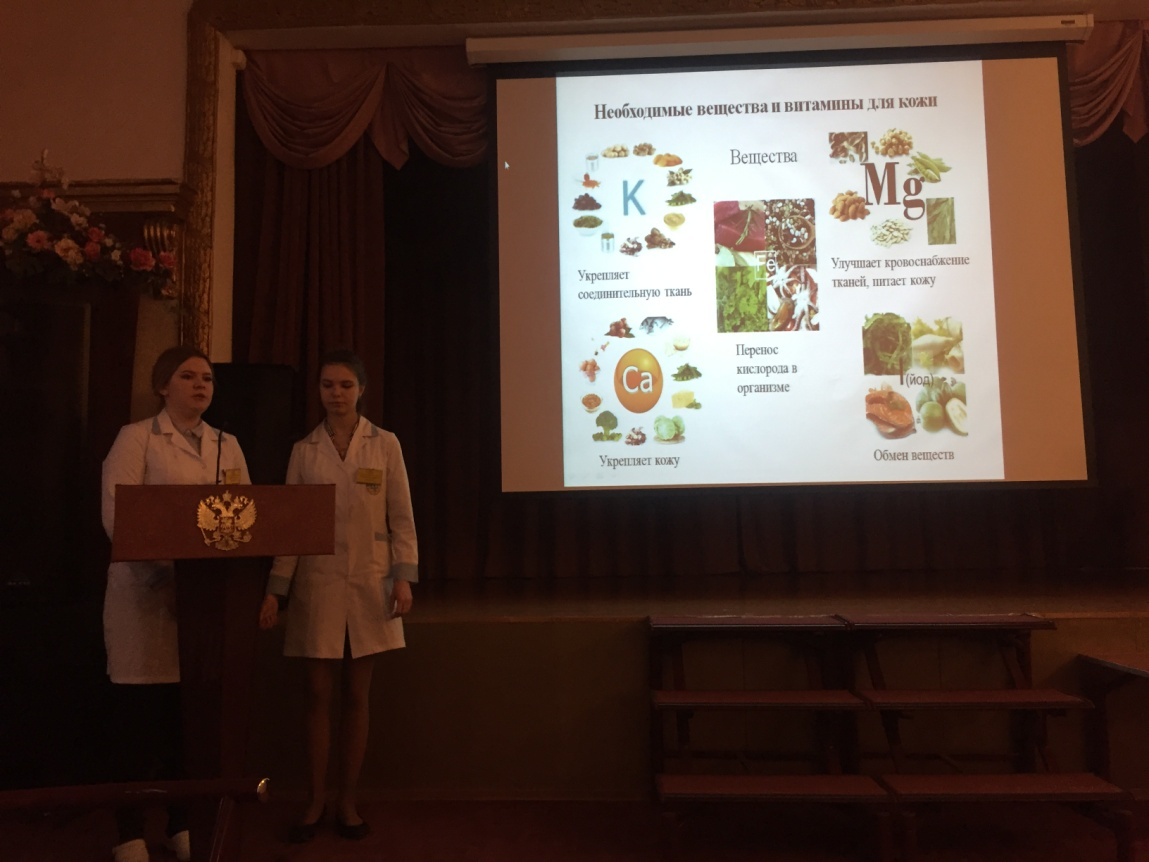 Необходимые вещества и витамины для кожи
Вещества
K
Укрепляет
соединительную ткань
Fe
Перенос
кислорода в
организме
Mg
Улучшает кровоснабжение
тканей, питает кожу
Ca
Укрепляет кожу
I (йод)
Обмен веществ